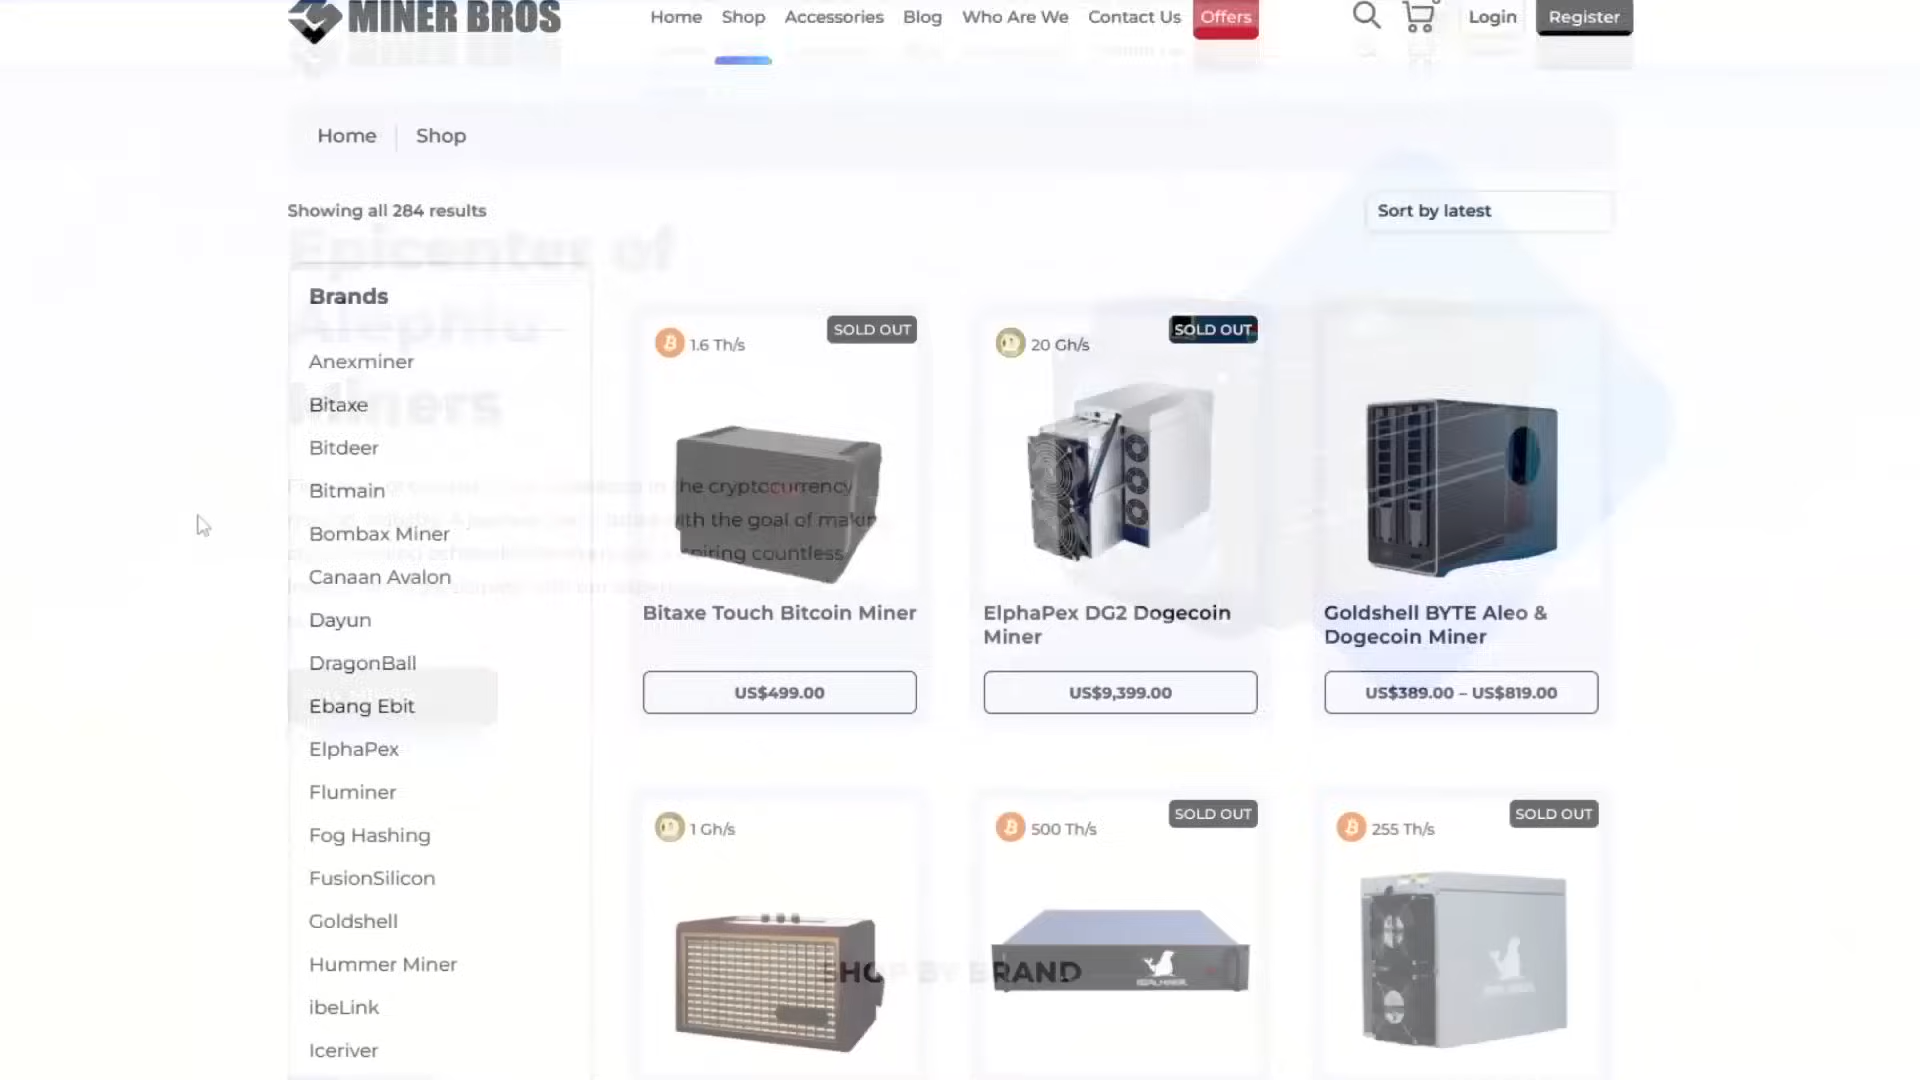 MINER BROS
Home Shop Accessories Blog Who Are We Contact Us Offers Login Register
Home Shop
Showing all 284 results
Sort by latest
Epicenter of
Alephiu
Miners
Brands
Anexminer
Bitaxe
Bitdeer
Bitmain
Bombax Miner
Canaan Avalon
Dayun
DragonBall
Ebang Ebit
ElphaPex
Fluminer
Fog Hashing
FusionSilicon
Goldshell
Hummer Miner
ibeLink
Iceriver
1.6 Th/s SOLD OUT
in the cryptocurrency
with the goal of making
inspiring countless
Bitaxe Touch Bitcoin Miner
US$499.00
20 Gh/s SOLD OUT
ElphaPex DG2 Dogecoin
Miner
US$9,399.00
Goldshell BYTE Aleo &
Dogecoin Miner
US$389.00 – US$819.00
1 Gh/s
500 Th/s SOLD OUT
255 Th/s SOLD OUT
SHOP BY BRAND